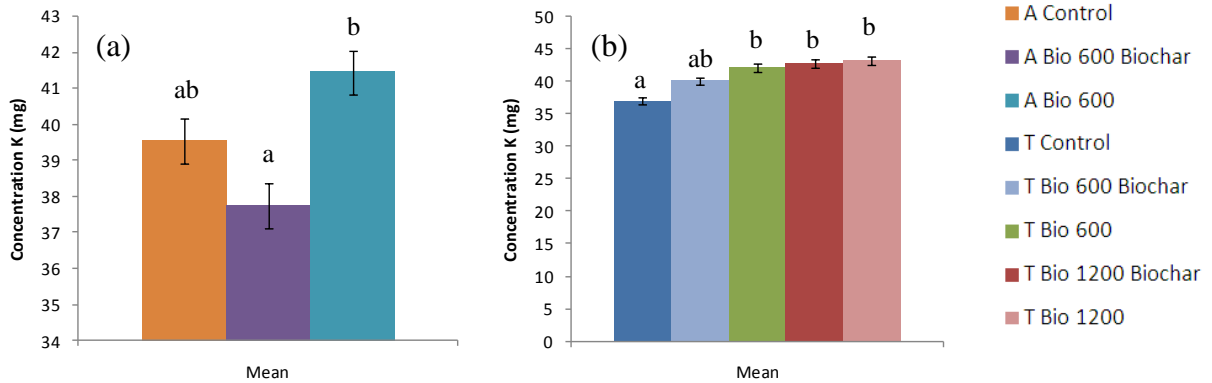 (a)
Concentration K (mg)
43
42
41
40
39
38
37
36
35
34
ab
a
b
Mean
(b)
Concentration K (mg)
50
45
40
35
30
25
20
15
10
5
0
a
ab
b
b
b
Mean
A Control
A Bio 600 Biochar
A Bio 600
T Control
T Bio 600 Biochar
T Bio 600
T Bio 1200 Biochar
T Bio 1200